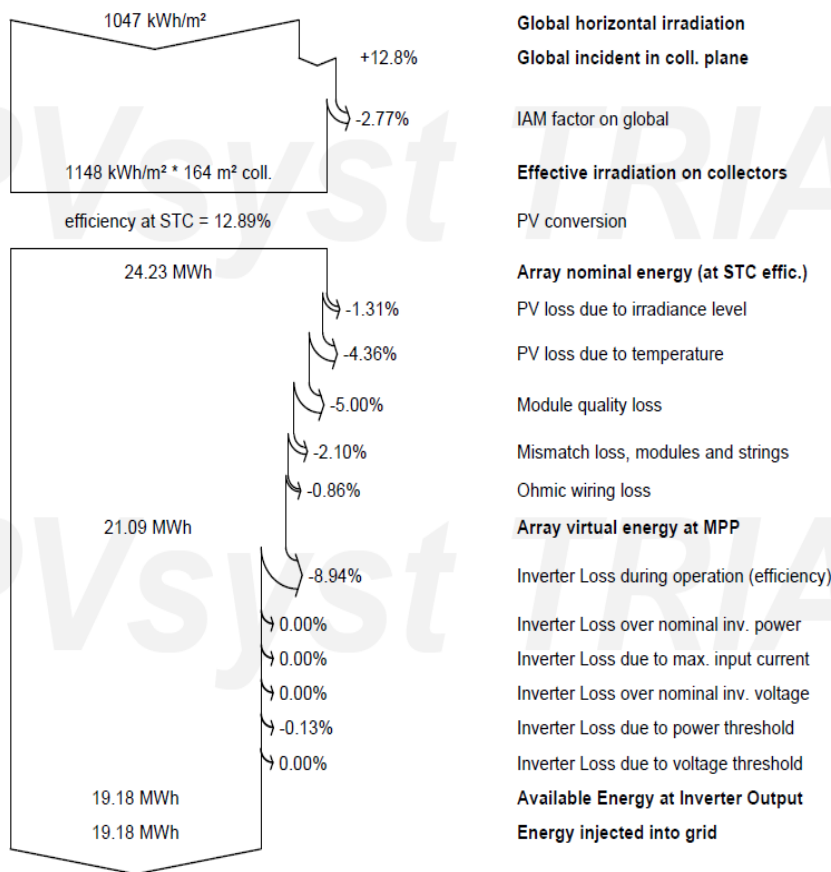 1047 kWh/m² Global horizontal irradiation
+12.8% Global incident in coll. plane
-2.77% IAM factor on global
1148 kWh/m² * 164 m² coll. Effective irradiation on collectors
efficiency at STC = 12.89% PV conversion
24.23 MWh Array nominal energy (at STC effic.)
-1.31% PV loss due to irradiance level
-4.36% PV loss due to temperature
-5.00% Module quality loss
-2.10% Mismatch loss, modules and strings
-0.86% Ohmic wiring loss
21.09 MWh Array virtual energy at MPP
-8.94% Inverter Loss during operation (efficiency)
0.00% Inverter Loss over nominal inv. power
0.00% Inverter Loss due to max. input current
0.00% Inverter Loss over nominal inv. voltage
-0.13% Inverter Loss due to power threshold
0.00% Inverter Loss due to voltage threshold
19.18 MWh Available Energy at Inverter Output
19.18 MWh Energy injected into grid
PVsyst TRIA
PVsyst TRIA